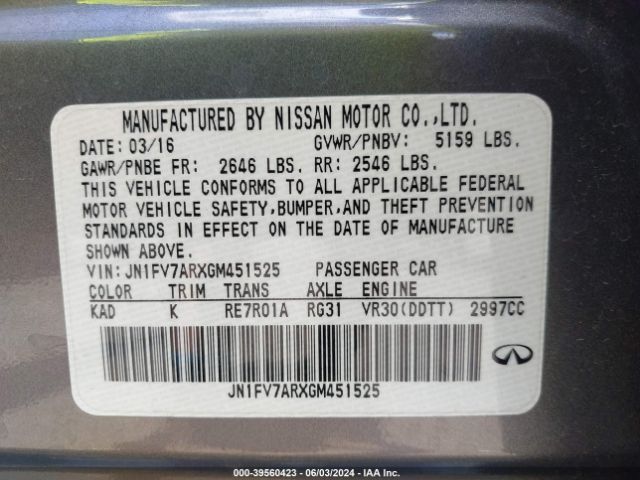 MANUFACTURED BY NISSAN MOTOR CO.,LTD.
DATE: 03/16 GVWR/PNBV: 5159 LBS.
GAWR/PNBE FR: 2646 LBS. RR: 2546 LBS.
THIS VEHICLE CONFORMS TO ALL APPLICABLE FEDERAL
MOTOR VEHICLE SAFETY,BUMPER,AND THEFT PREVENTION
STANDARDS IN EFFECT ON THE DATE OF MANUFACTURE
SHOWN ABOVE.
VIN: JN1FV7ARXGM451525 PASSENGER CAR
COLOR TRIM TRANS AXLE ENGINE
KAD K RE7R01A RG31 VR30(DDTT) 2997CC
JN1FV7ARXGM451525
000-39560423 - 06/03/2024 - IAA Inc.